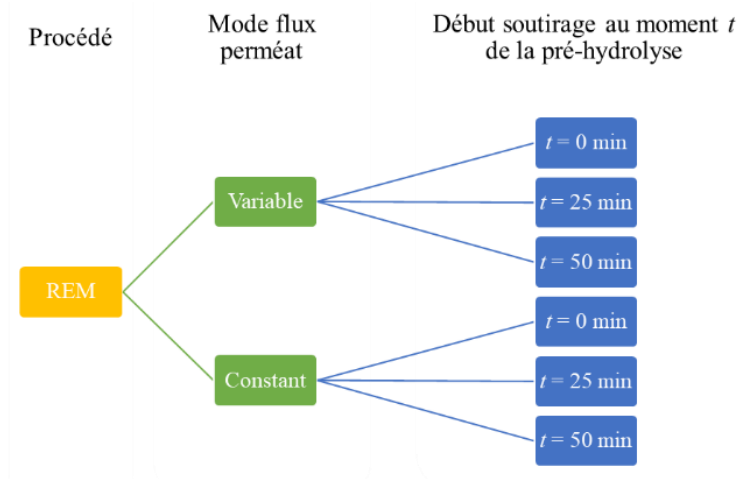 Procédé
Mode flux
perméat
Début soutirage au moment t
de la pré-hydrolyse
REM
Variable
t = 0 min
t = 25 min
t = 50 min
Constant
t = 0 min
t = 25 min
t = 50 min